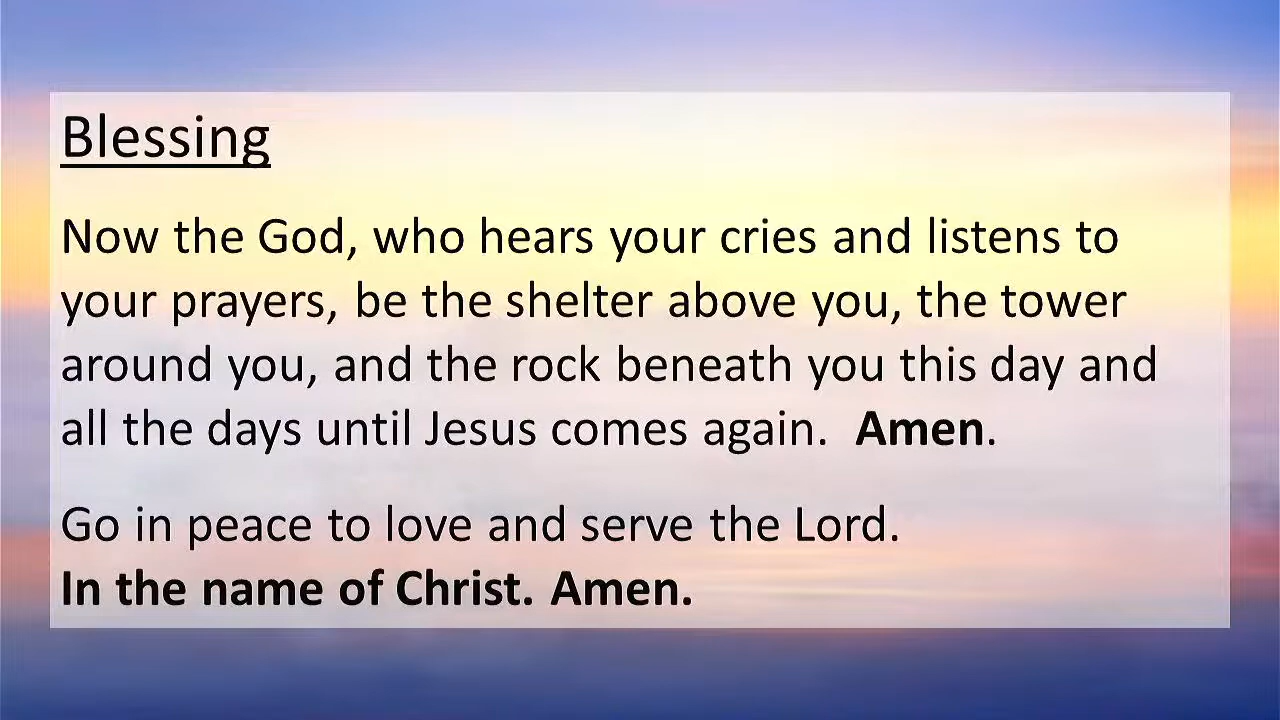 Blessing
Now the God, who hears your cries and listens to
your prayers, be the shelter above you, the tower
around you, and the rock beneath you this day and
all the days until Jesus comes again.  Amen.
Go in peace to love and serve the Lord.
In the name of Christ. Amen.